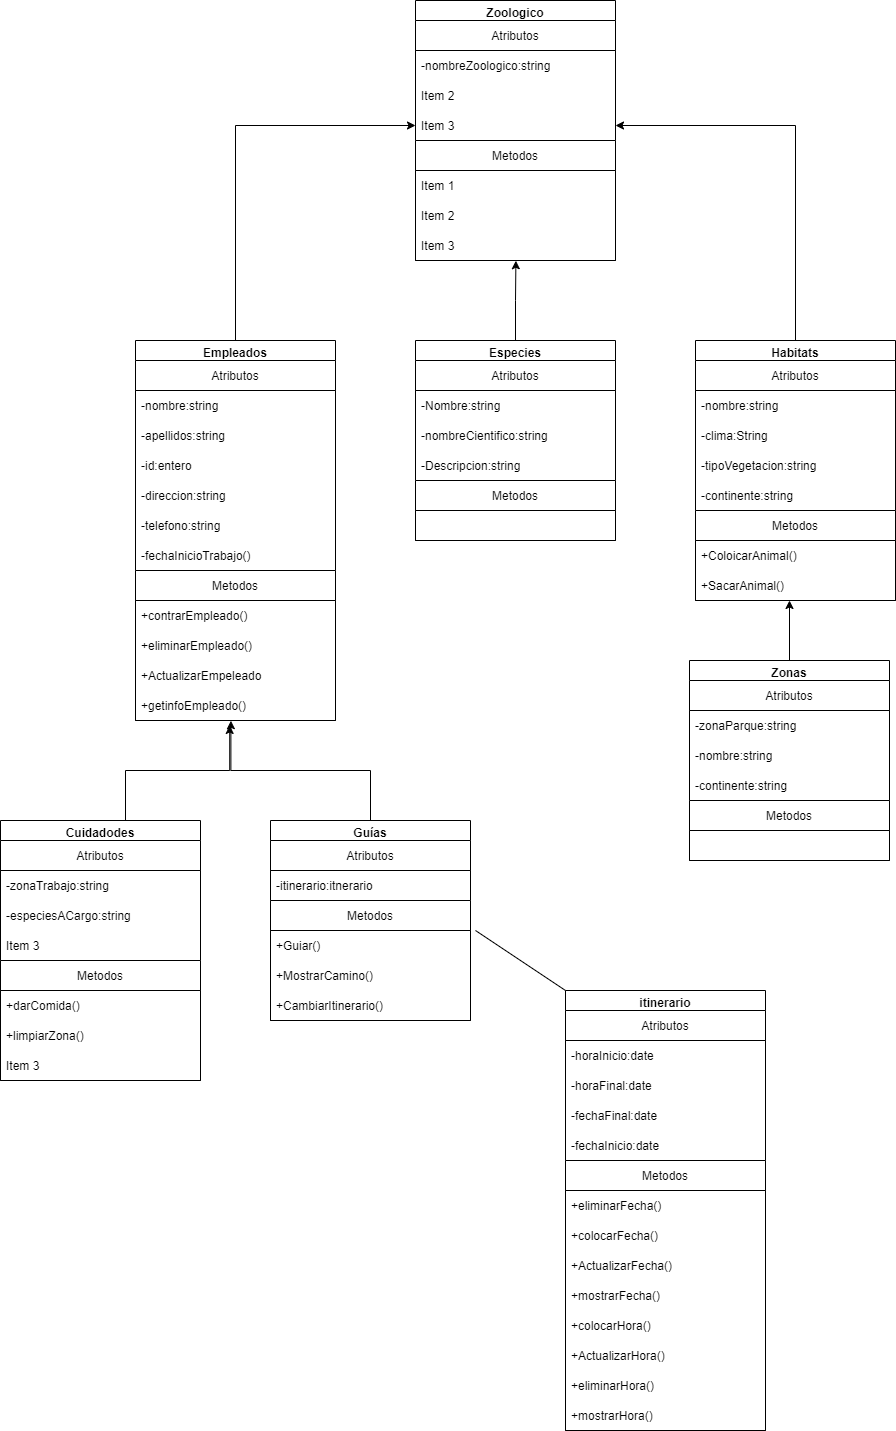 Zoologico
Atributos
-nombreZoologico:string
Item 2
Item 3
Metodos
Item 1
Item 2
Item 3
Empleados
Atributos
-nombre:string
-apellidos:string
-id:entero
-direccion:string
-telefono:string
-fechaInicioTrabajo()
Metodos
+contrarEmpleado()
+eliminarEmpleado()
+ActualizarEmpeleado
+getinfoEmpleado()
Especies
Atributos
-Nombre:string
-nombreCientifico:string
-Descripcion:string
Metodos
Habitats
Atributos
-nombre:string
-clima:String
-tipoVegetacion:string
-continente:string
Metodos
+ColoicarAnimal()
+SacarAnimal()
Zonas
Atributos
-zonaParque:string
-nombre:string
-continente:string
Metodos
Cuidadodes
Atributos
-zonaTrabajo:string
-especiesACargo:string
Item 3
Metodos
+darComida()
+limpiarZona()
Item 3
Guías
Atributos
-itinerario:itnerario
Metodos
+Guiar()
+MostrarCamino()
+CambiarItinerario()
itinerario
Atributos
-horaInicio:date
-horaFinal:date
-fechaFinal:date
-fechaInicio:date
Metodos
+eliminarFecha()
+colocarFecha()
+ActualizarFecha()
+mostrarFecha()
+colocarHora()
+ActualizarHora()
+eliminarHora()
+mostrarHora()